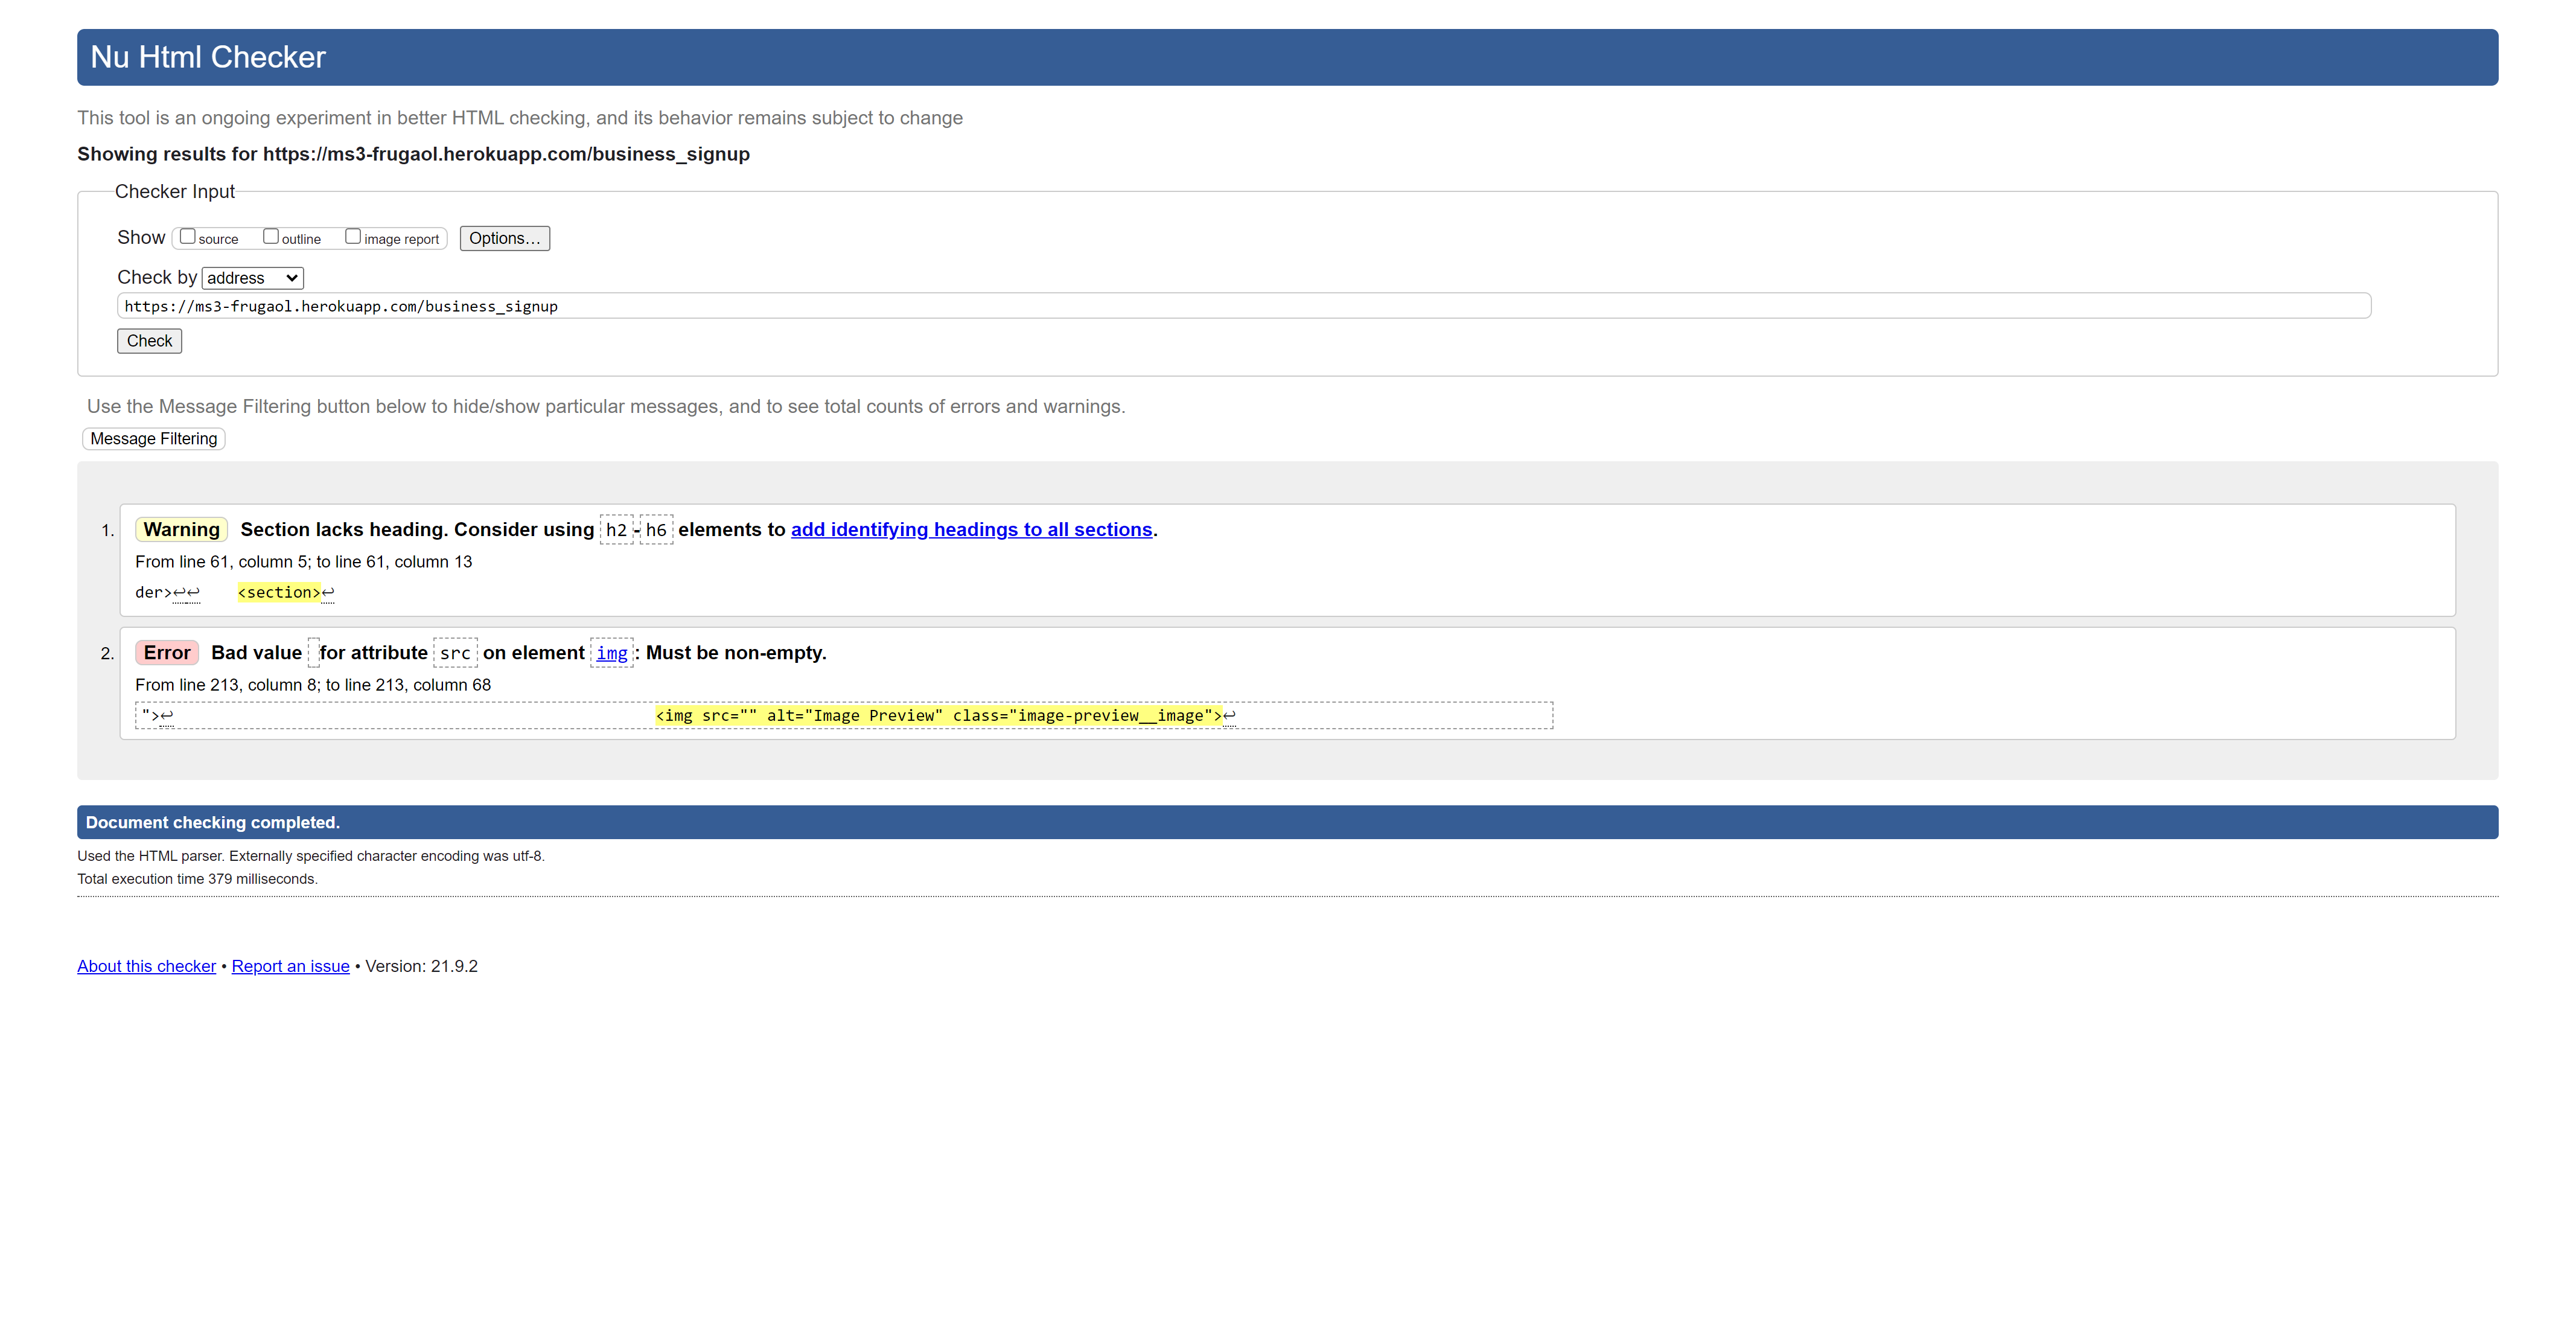 Nu Html Checker
This tool is an ongoing experiment in better HTML checking, and its behavior remains subject to change
Showing results for https://ms3-frugaol.herokuapp.com/business_signup
Checker Input
Show source outline image report Options...
Check by address
https://ms3-frugaol.herokuapp.com/business_signup
Check
Use the Message Filtering button below to hide/show particular messages, and to see total counts of errors and warnings.
Message Filtering
1. Warning Section lacks heading. Consider using h2-h6 elements to add identifying headings to all sections.
From line 61, column 5; to line 61, column 13
der>↩↩ <section>↩
2. Error Bad value for attribute src on element img: Must be non-empty.
From line 213, column 8; to line 213, column 68
">↩ <img src="" alt="Image Preview" class="image-preview__image">↩
Document checking completed.
Used the HTML parser. Externally specified character encoding was utf-8.
Total execution time 379 milliseconds.
About this checker • Report an issue • Version: 21.9.2